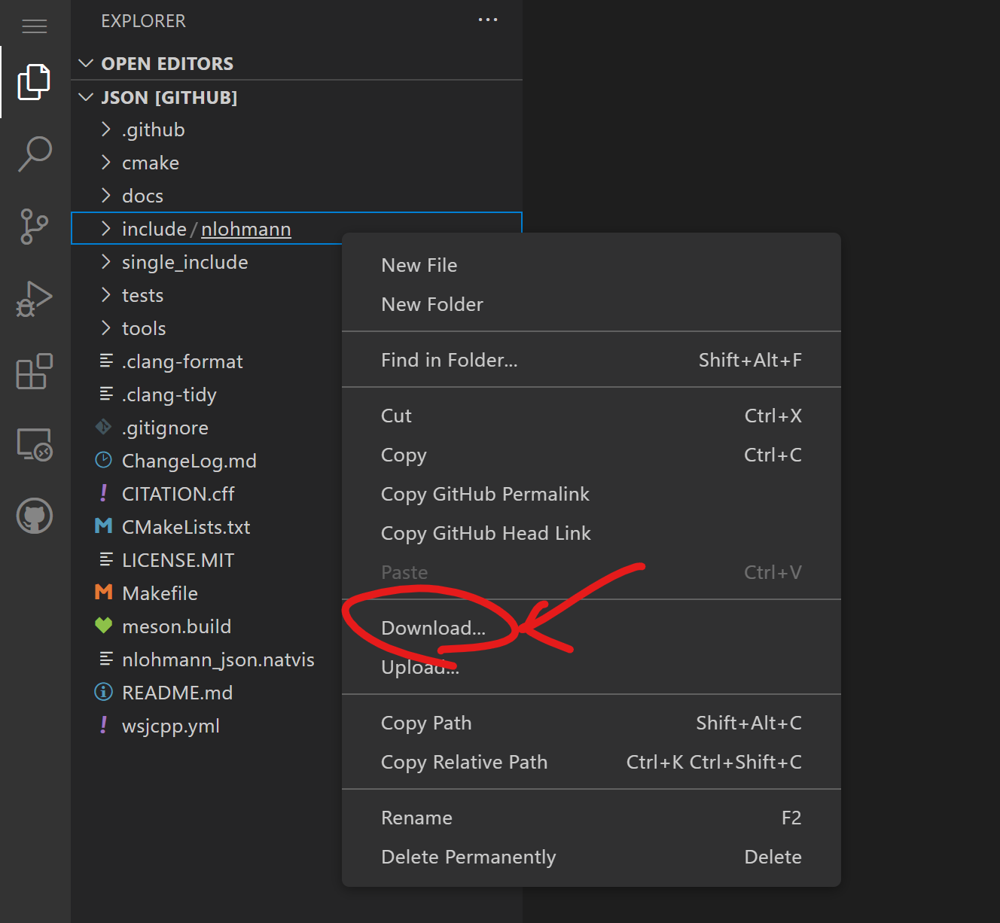 EXPLORER
OPEN EDITORS
JSON [GITHUB]
.github
cmake
docs
include/nlohmann
single_include
tests
tools
.clang-format
.clang-tidy
.gitignore
ChangeLog.md
CITATION.cff
CMakeLists.txt
LICENSE.MIT
Makefile
meson.build
nlohmann_json.natvis
README.md
wsjcpp.yml
New File
New Folder
Find in Folder... Shift+Alt+F
Cut Ctrl+X
Copy Ctrl+C
Copy GitHub Permalink
Copy GitHub Head Link
Paste Ctrl+V
Download...
Upload...
Copy Path Shift+Alt+C
Copy Relative Path Ctrl+K Ctrl+Shift+C
Rename F2
Delete Permanently Delete